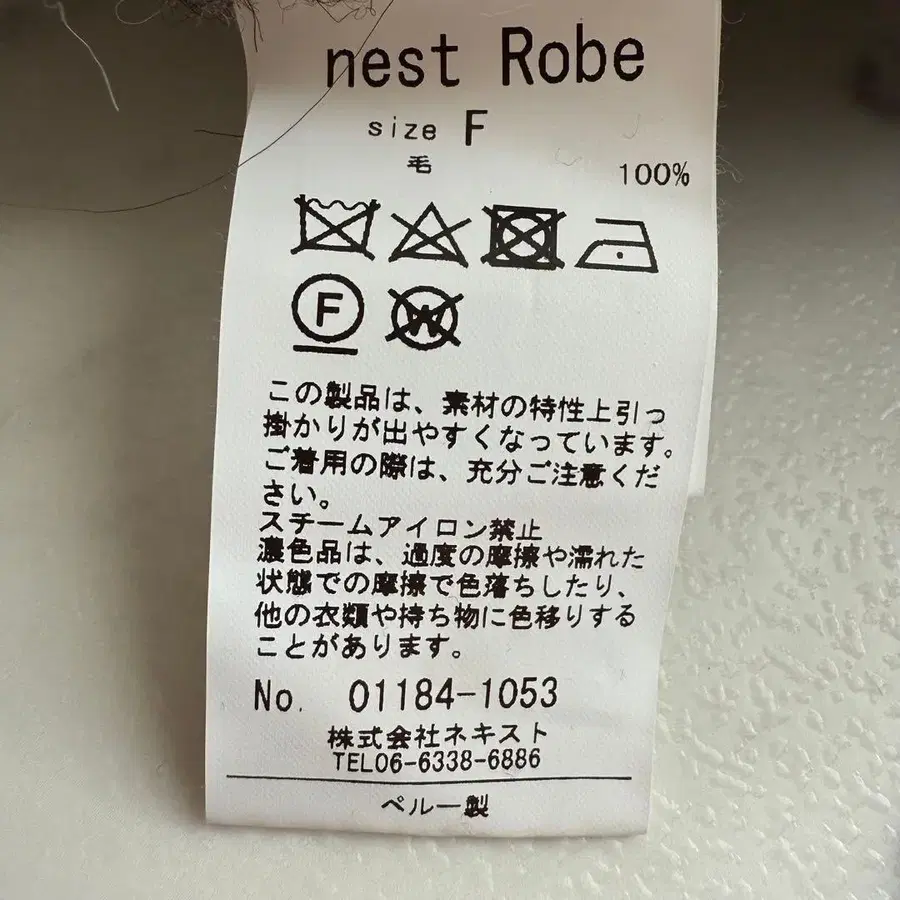 nest Robe
size F
毛 100%
F
W
この製品は、素材の特性上引っ
掛かりが出やすくなっています。
ご着用の際は、充分ご注意くだ
さい。
スチームアイロン禁止
濃色品は、過度の摩擦や濡れた
状態での摩擦で色落ちしたり、
他の衣類や持ち物に色移りする
ことがあります。
No. 01184-1053
株式会社ネキスト
TEL06-6338-6886
ペルー製